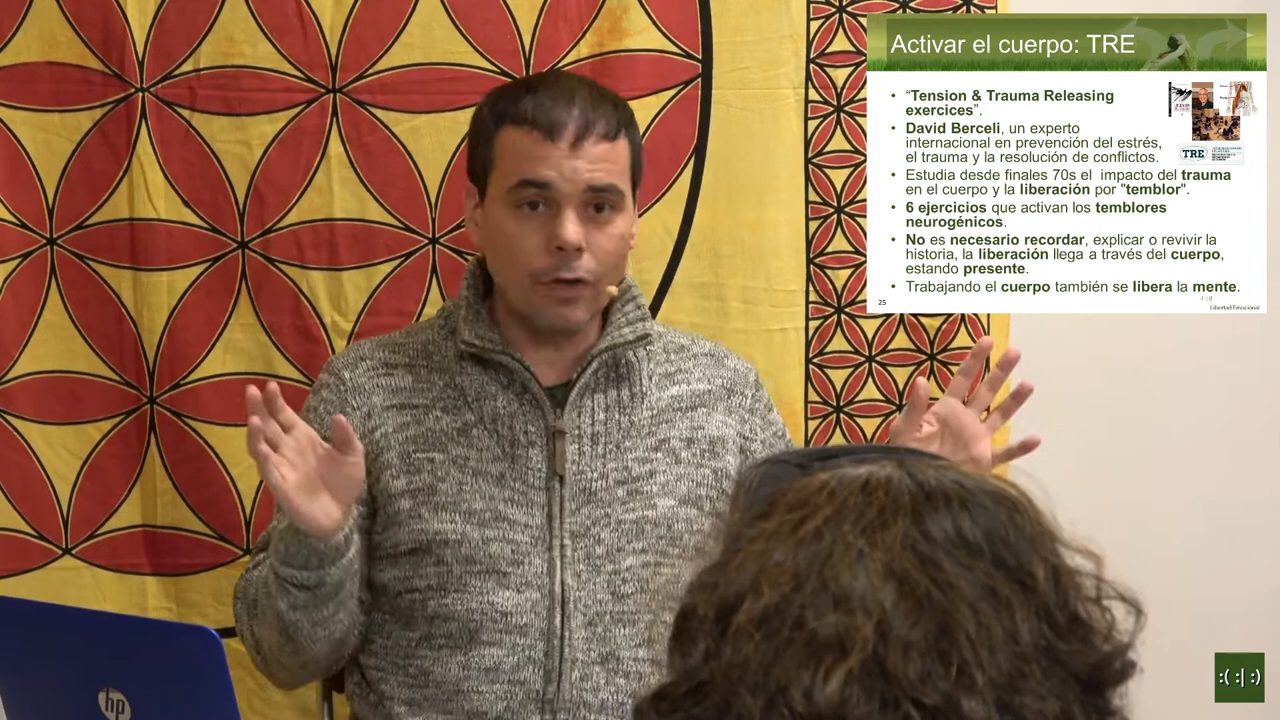 Activar el cuerpo: TRE
• “Tension & Trauma Releasing
exercices”.
• David Berceli, un experto
internacional en prevención del estrés,
el trauma y la resolución de conflictos.
• Estudia desde finales 70s el impacto del trauma
en el cuerpo y la liberación por "temblor".
• 6 ejercicios que activan los temblores
neurogénicos.
• No es necesario recordar, explicar o revivir la
historia, la liberación llega a través del cuerpo,
estando presente.
• Trabajando el cuerpo también se libera la mente.
TRE
25
Libertad Emocional
hp
:( :| :)